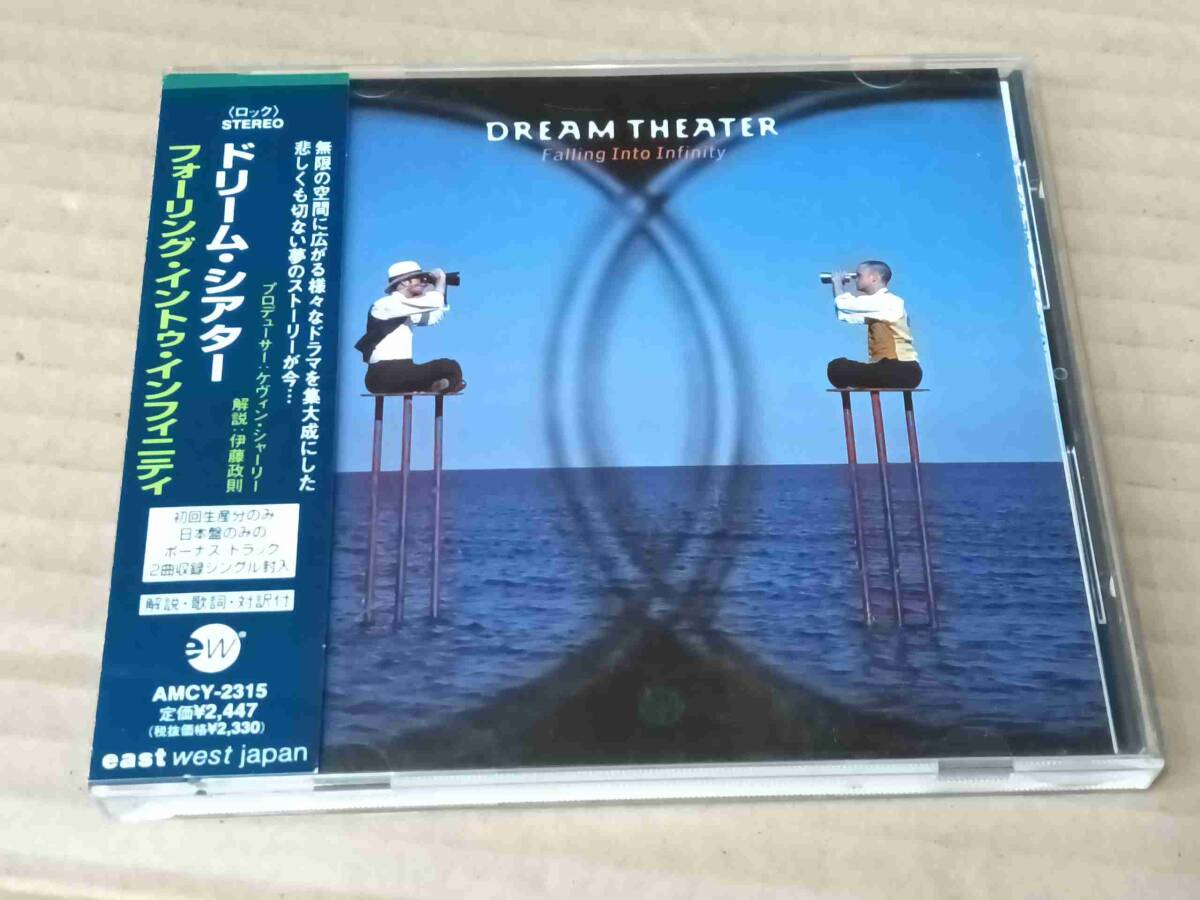 〈ロック〉
STEREO
無限の空間に広がる様々なドラマを集大成にした
悲しくも切ない夢のストーリーが今…
ドリーム・シアター
フォーリング・イントゥ・インフィニティ
プロデューサー:ケヴィン・シャーリー
解説:伊藤政則
初回生産分のみ
日本盤のみの
ボーナス・トラック
2曲収録シングル封入
解説・歌詞・対訳付
ew
AMCY-2315
定価¥2,447
(税抜価格¥2,330)
east west japan
DREAM THEATER
Falling Into Infinity